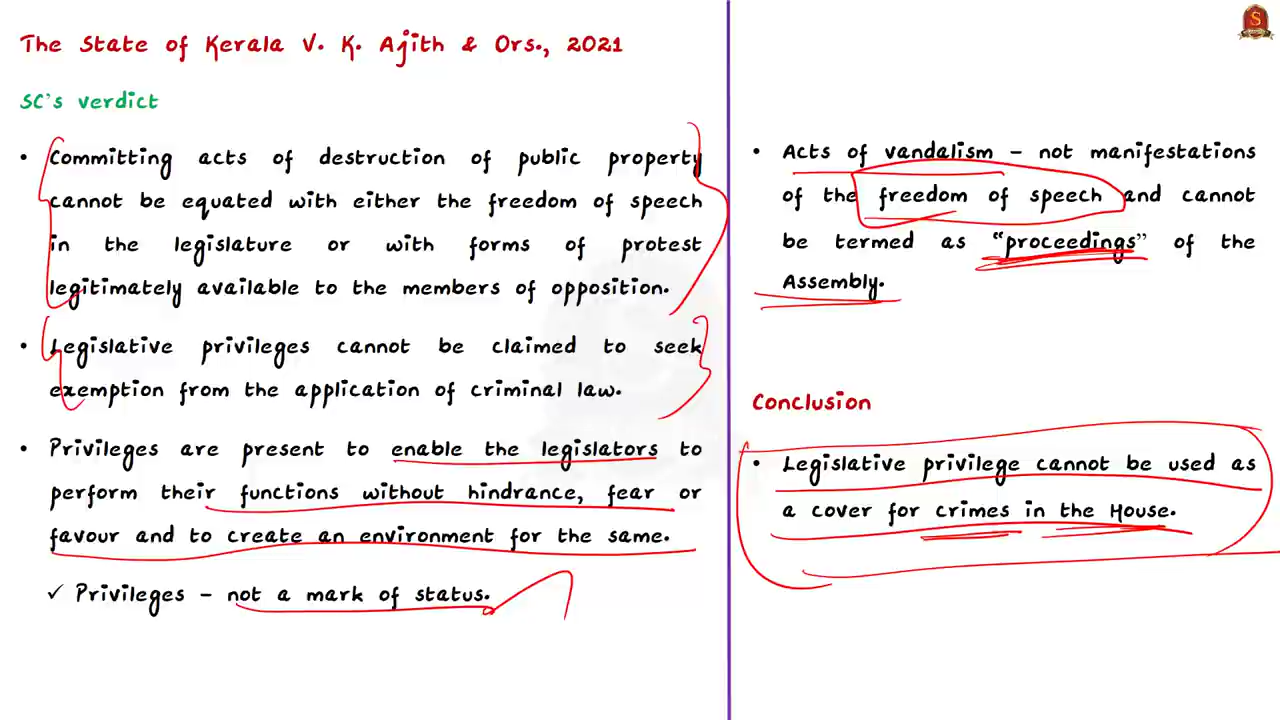 The State of Kerala V. K. Ajith & Ors., 2021
SC's verdict
• Committing acts of destruction of public property
cannot be equated with either the freedom of speech
in the legislature or with forms of protest
legitimately available to the members of opposition.
• Legislative privileges cannot be claimed to seek
exemption from the application of criminal law.
• Privileges are present to enable the legislators to
perform their functions without hindrance, fear or
favour and to create an environment for the same.
✓ Privileges – not a mark of status.
• Acts of vandalism – not manifestations
of the freedom of speech and cannot
be termed as "proceedings" of the
Assembly.
Conclusion
• Legislative privilege cannot be used as
a cover for crimes in the House.